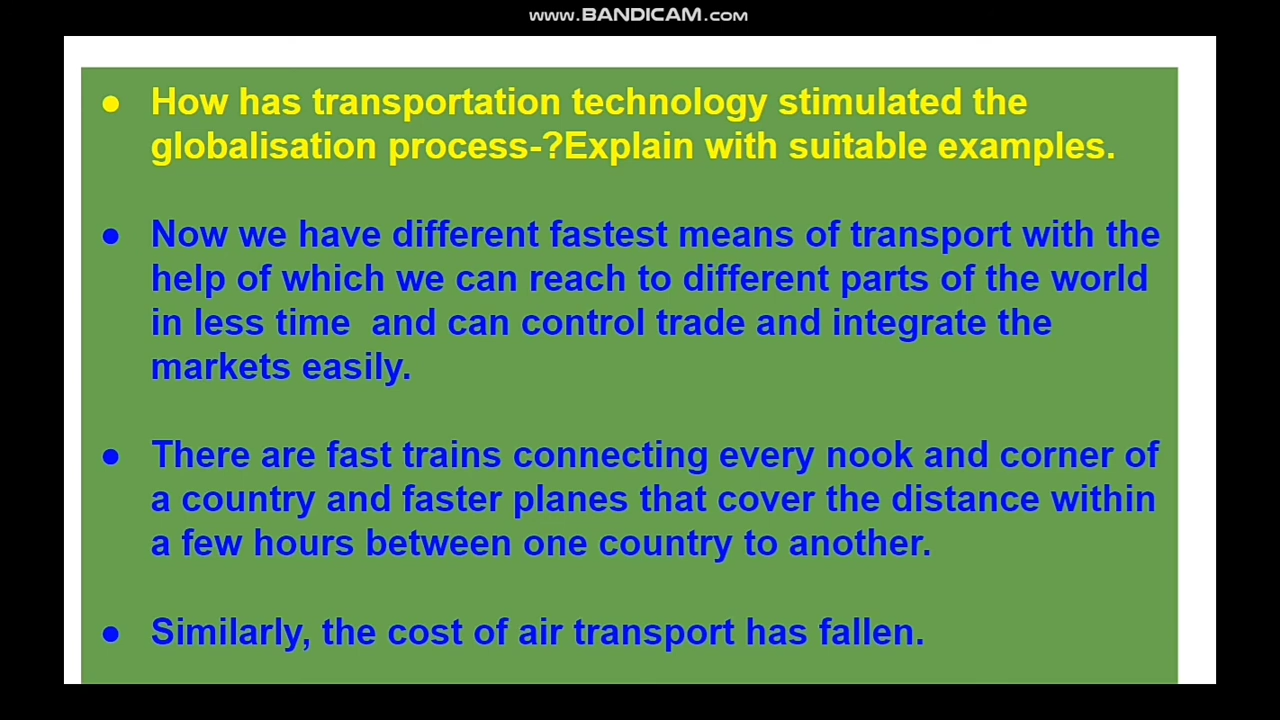 www.BANDICAM.com
● How has transportation technology stimulated the
globalisation process-?Explain with suitable examples.
● Now we have different fastest means of transport with the
help of which we can reach to different parts of the world
in less time  and can control trade and integrate the
markets easily.
● There are fast trains connecting every nook and corner of
a country and faster planes that cover the distance within
a few hours between one country to another.
● Similarly, the cost of air transport has fallen.